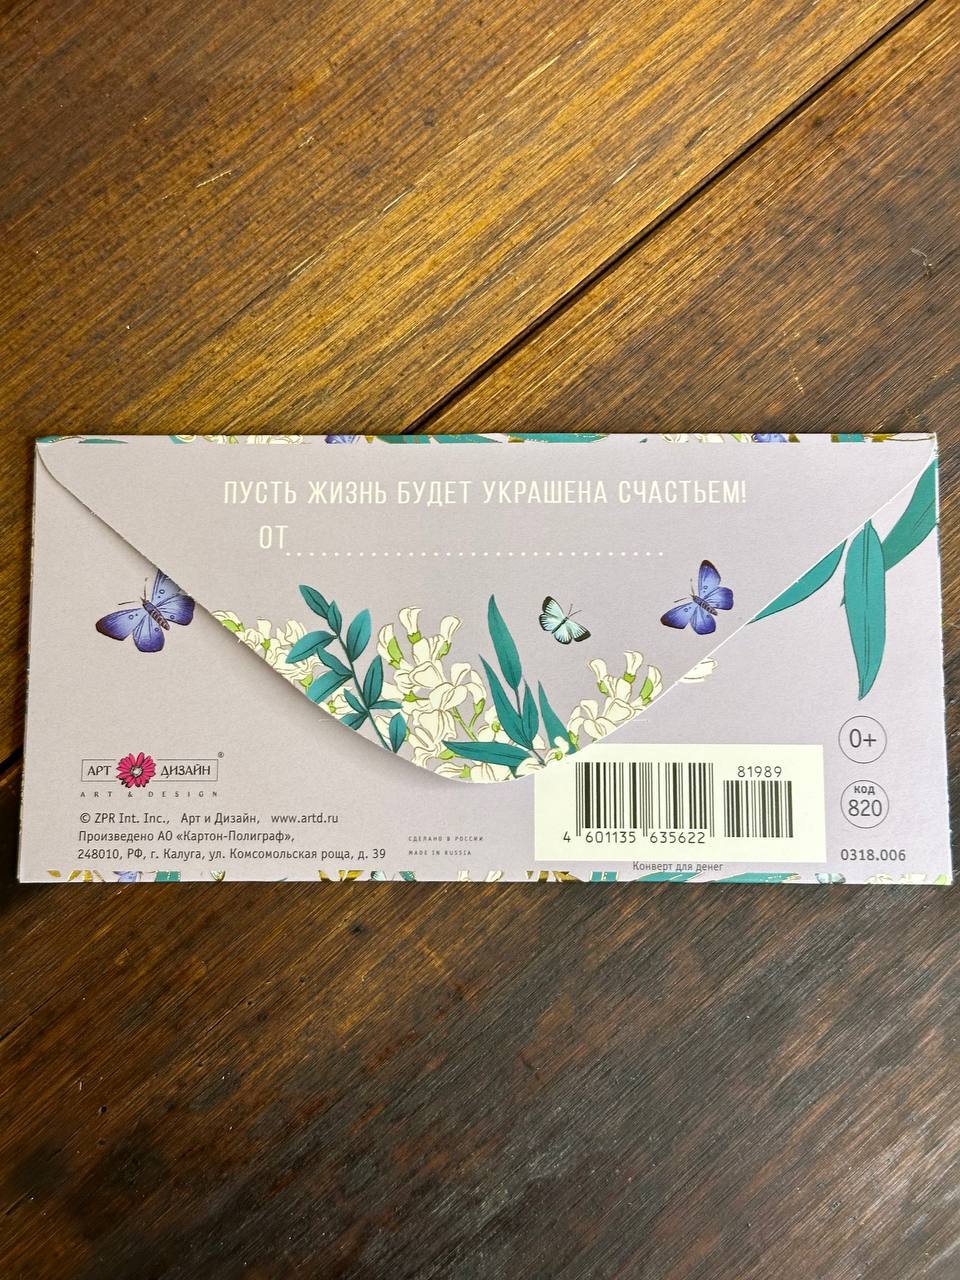 ПУСТЬ ЖИЗНЬ БУДЕТ УКРАШЕНА СЧАСТЬЕМ!
ОТ...............................
АРТ ДИЗАЙН ®
ART & DESIGN
© ZPR Int. Inc., Арт и Дизайн, www.artd.ru
Произведено АО «Картон-Полиграф»,
248010, РФ, г. Калуга, ул. Комсомольская роща, д. 39
СДЕЛАНО В РОССИИ
MADE IN RUSSIA
81989
4 601135 635622
Конверт для денег
0+
код
820
0318.006